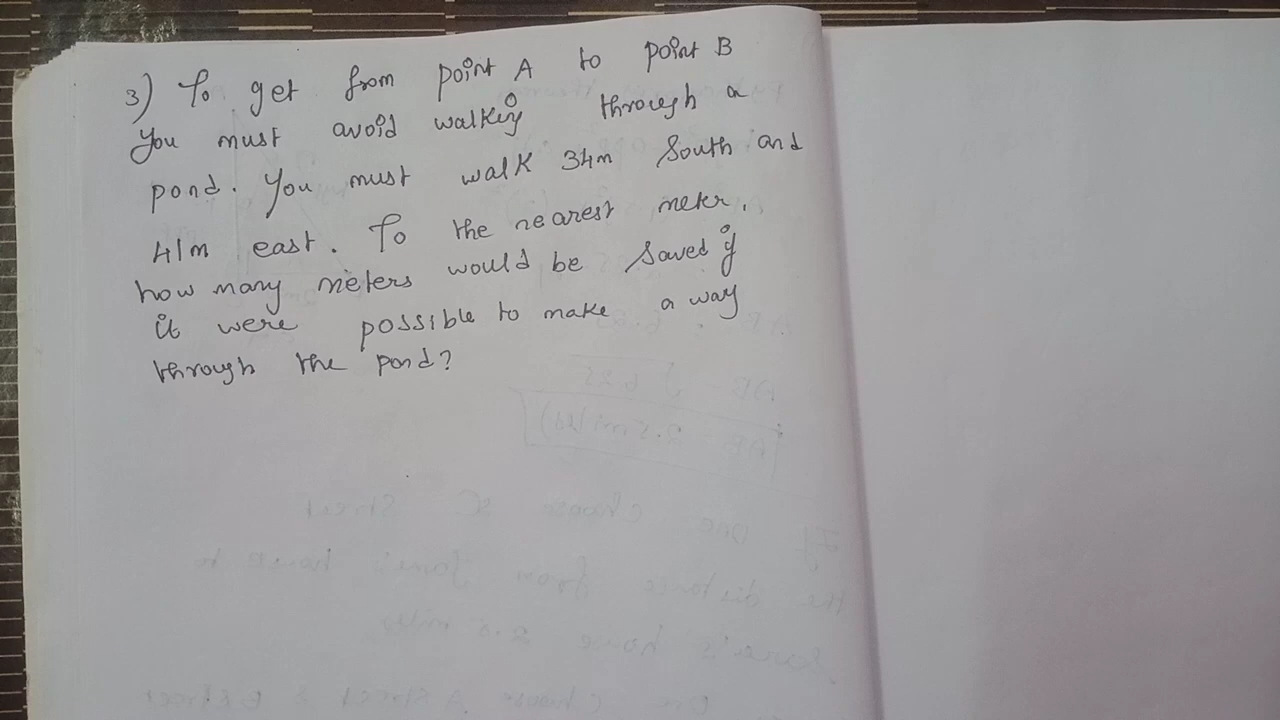 3) To get from point A to point B
you must avoid walking through a
pond. You must walk 34m South and
41m east. To the nearest meter,
how many meters would be saved if
it were possible to make a way
through the pond?